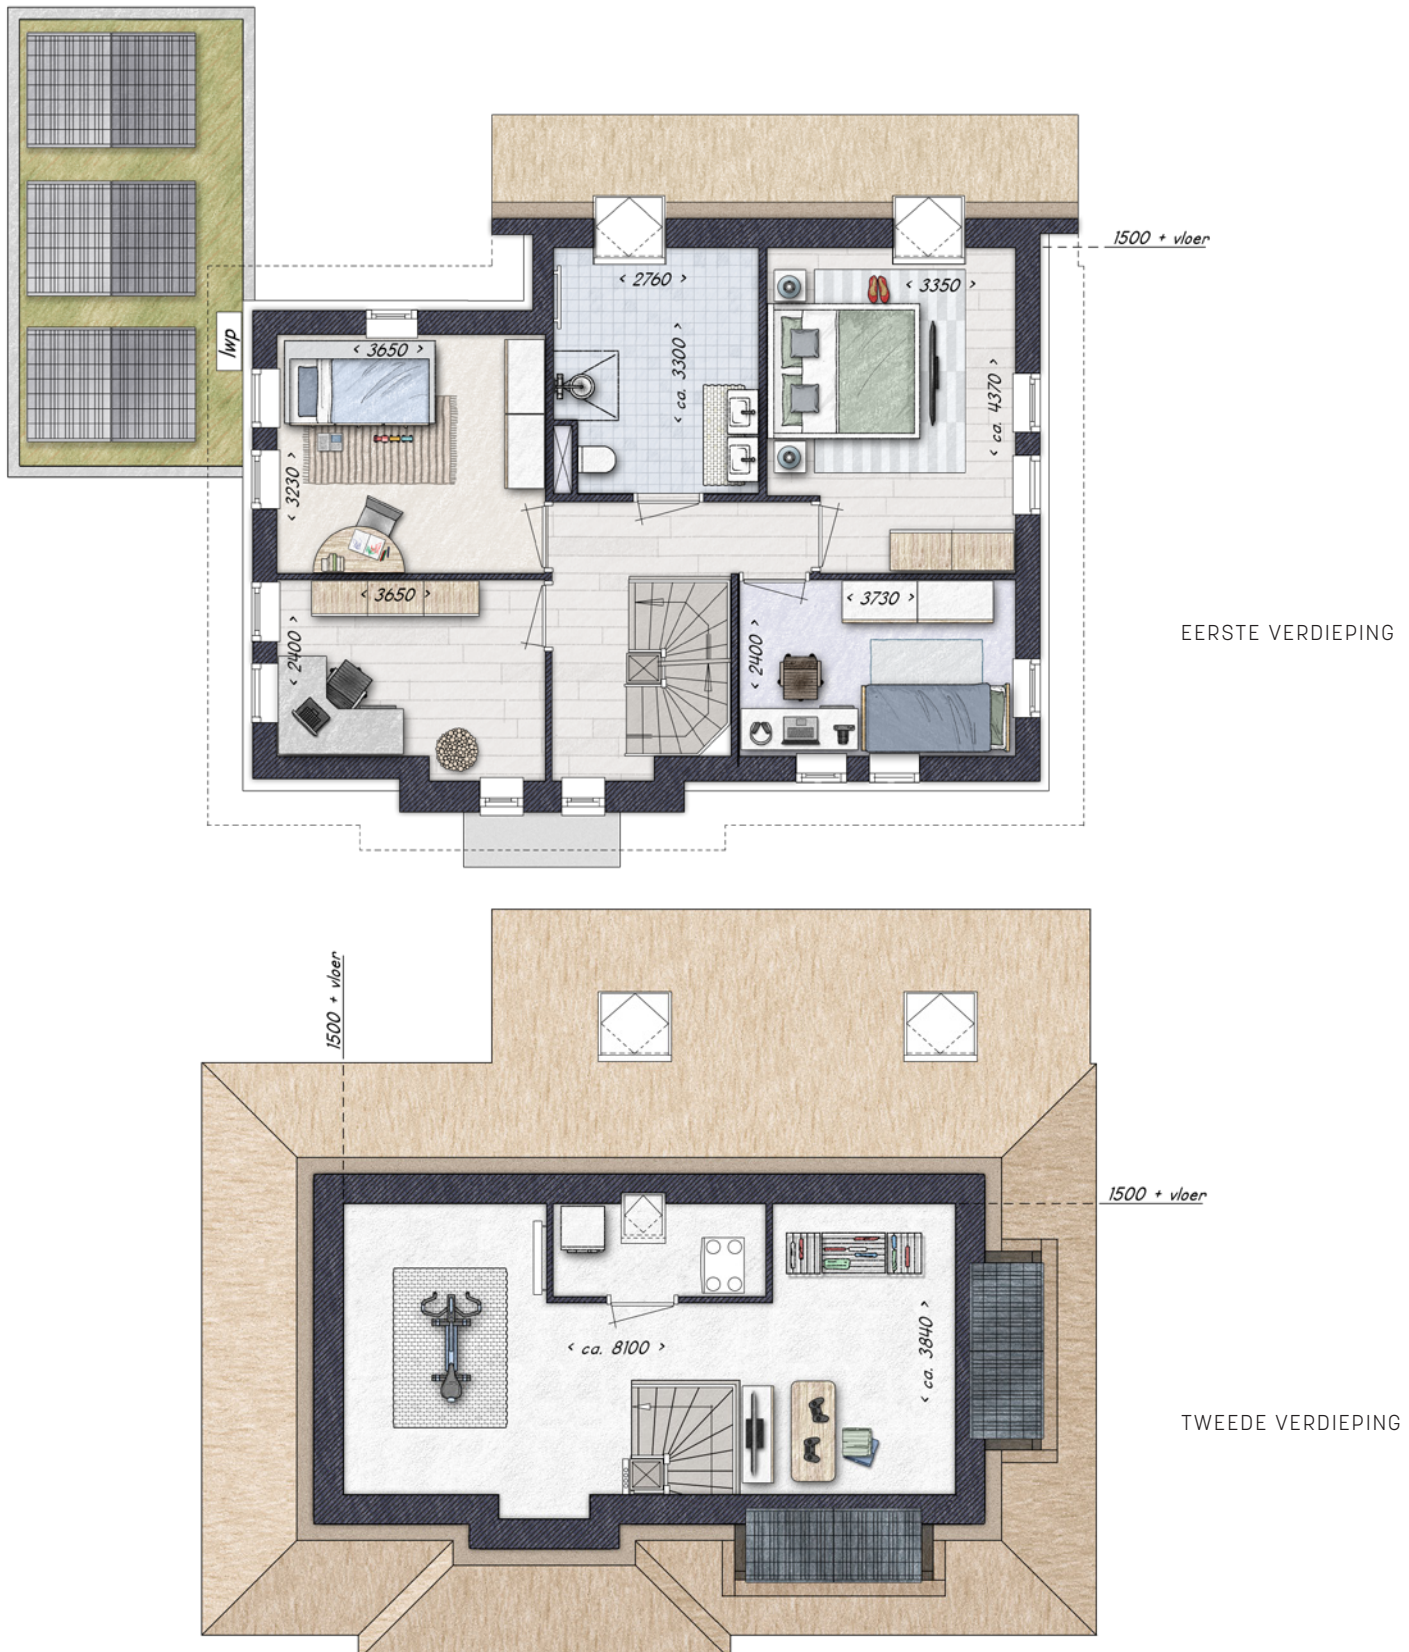 1500 + vloer
< 2760 >
< 3350 >
lwp
< 3650 >
< ca. 3300 >
< ca. 4370 >
< 3230 >
< 3650 >
< 3730 >
< 2400 >
< 2400 >
EERSTE VERDIEPING
1500 + vloer
1500 + vloer
< ca. 8100 >
< ca. 3840 >
TWEEDE VERDIEPING